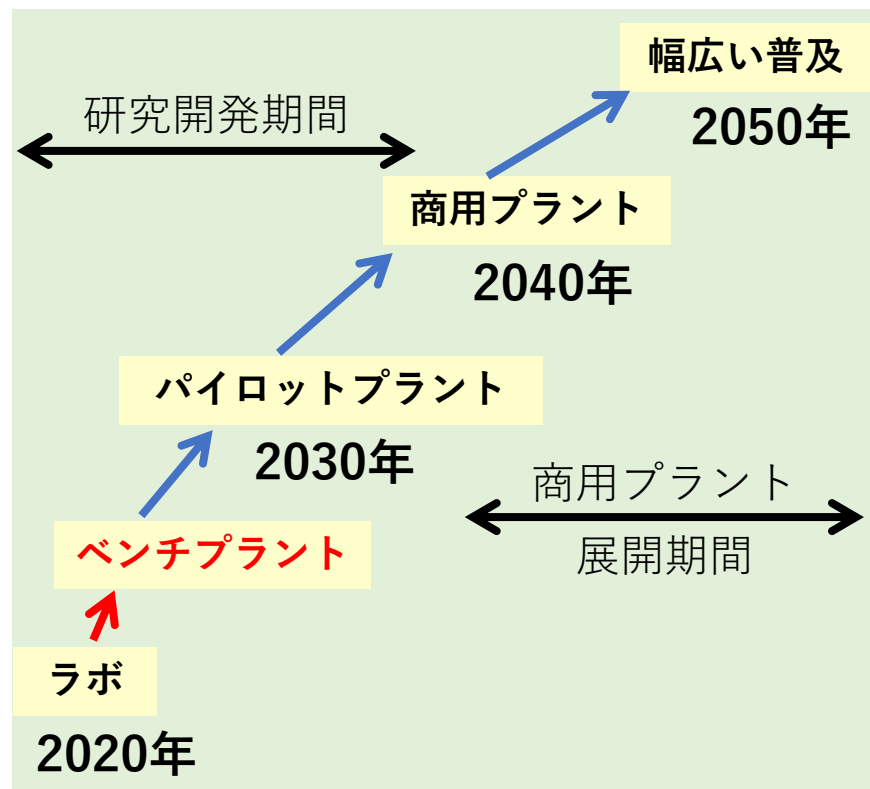 幅広い普及
2050年
研究開発期間
商用プラント
2040年
パイロットプラント
2030年
商用プラント
展開期間
ベンチプラント
ラボ
2020年